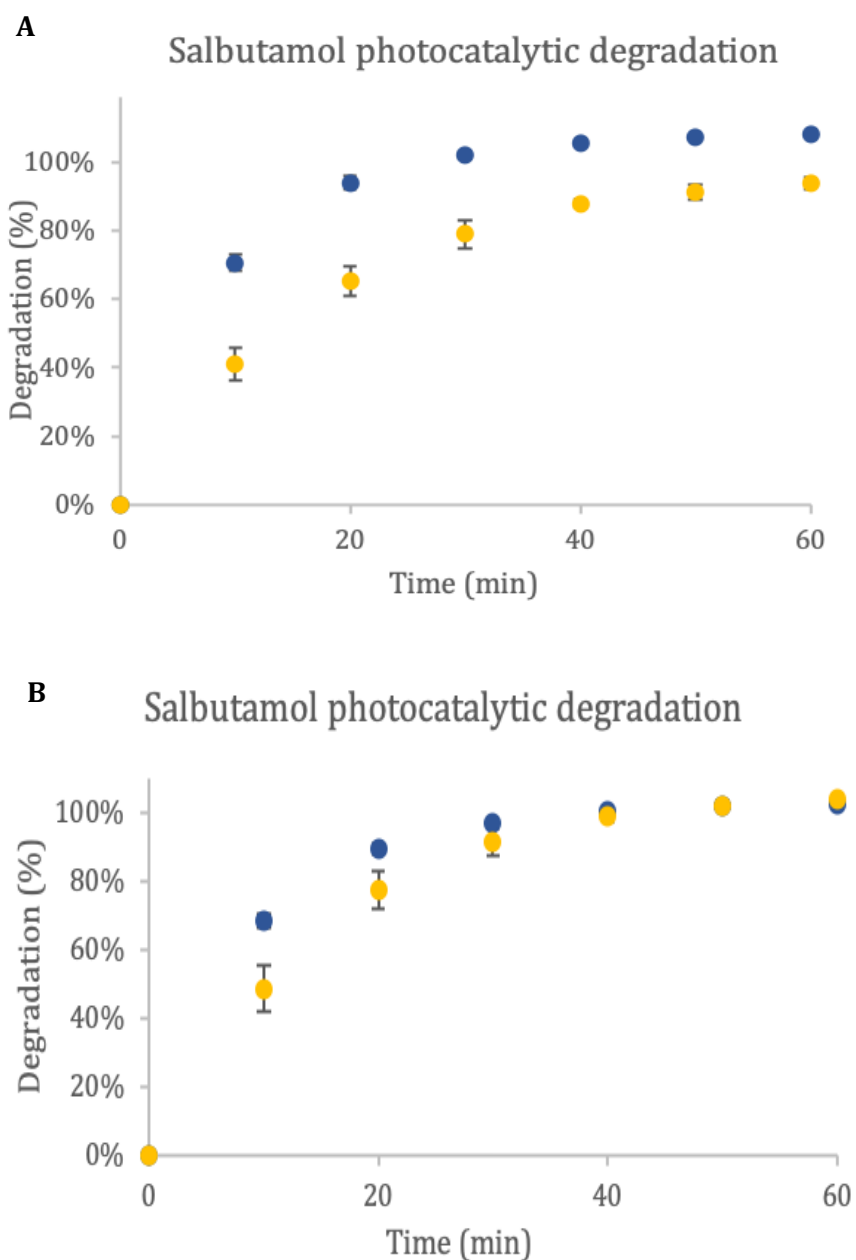 A
Salbutamol photocatalytic degradation
Degradation (%)
100%
80%
60%
40%
20%
0%
0 20 40 60
Time (min)
B
Salbutamol photocatalytic degradation
Degradation (%)
100%
80%
60%
40%
20%
0%
0 20 40 60
Time (min)